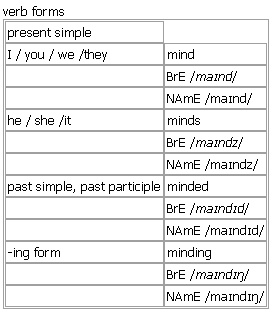 verb forms
present simple
I / you / we /they mind
BrE /maɪnd/
NAmE /maɪnd/
he / she /it minds
BrE /maɪndz/
NAmE /maɪndz/
past simple, past participle minded
BrE /maɪndɪd/
NAmE /maɪndɪd/
-ing form minding
BrE /maɪndɪŋ/
NAmE /maɪndɪŋ/